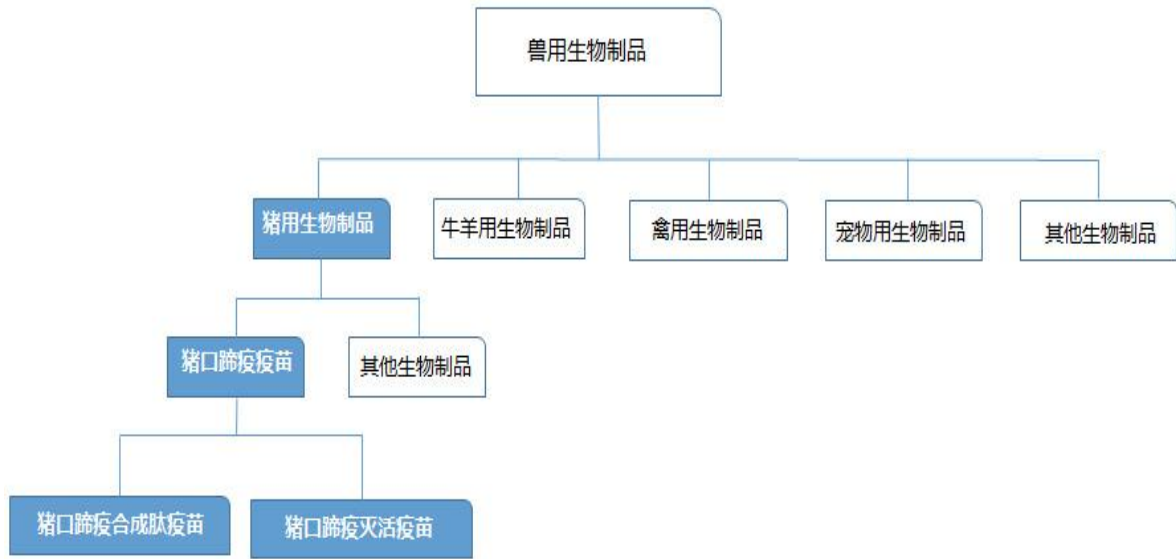 兽用生物制品
猪用生物制品
牛羊用生物制品
禽用生物制品
宠物用生物制品
其他生物制品
猪口蹄疫疫苗
其他生物制品
猪口蹄疫合成肽疫苗
猪口蹄疫灭活疫苗